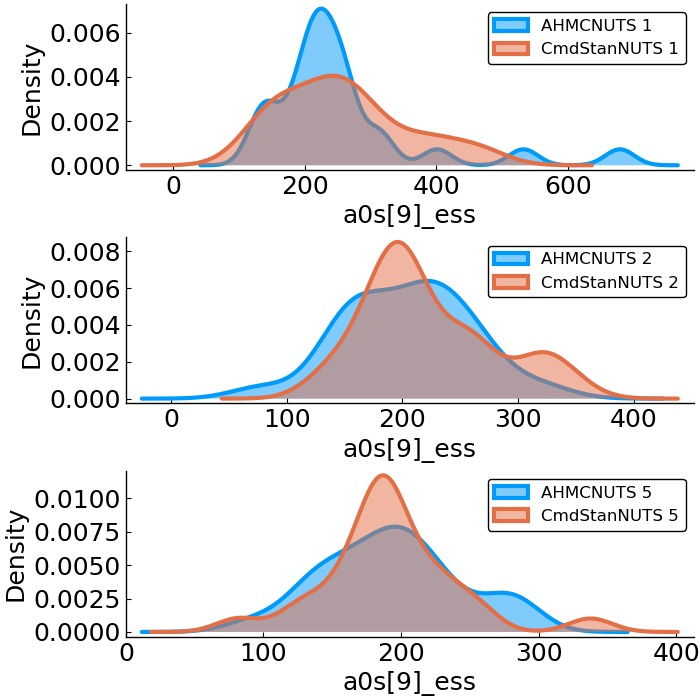 Density
0.006
0.004
0.002
0.000
AHMCNUTS 1
CmdStanNUTS 1
0 200 400 600
a0s[9]_ess
Density
0.008
0.006
0.004
0.002
0.000
AHMCNUTS 2
CmdStanNUTS 2
0 100 200 300 400
a0s[9]_ess
Density
0.0100
0.0075
0.0050
0.0025
0.0000
AHMCNUTS 5
CmdStanNUTS 5
0 100 200 300 400
a0s[9]_ess